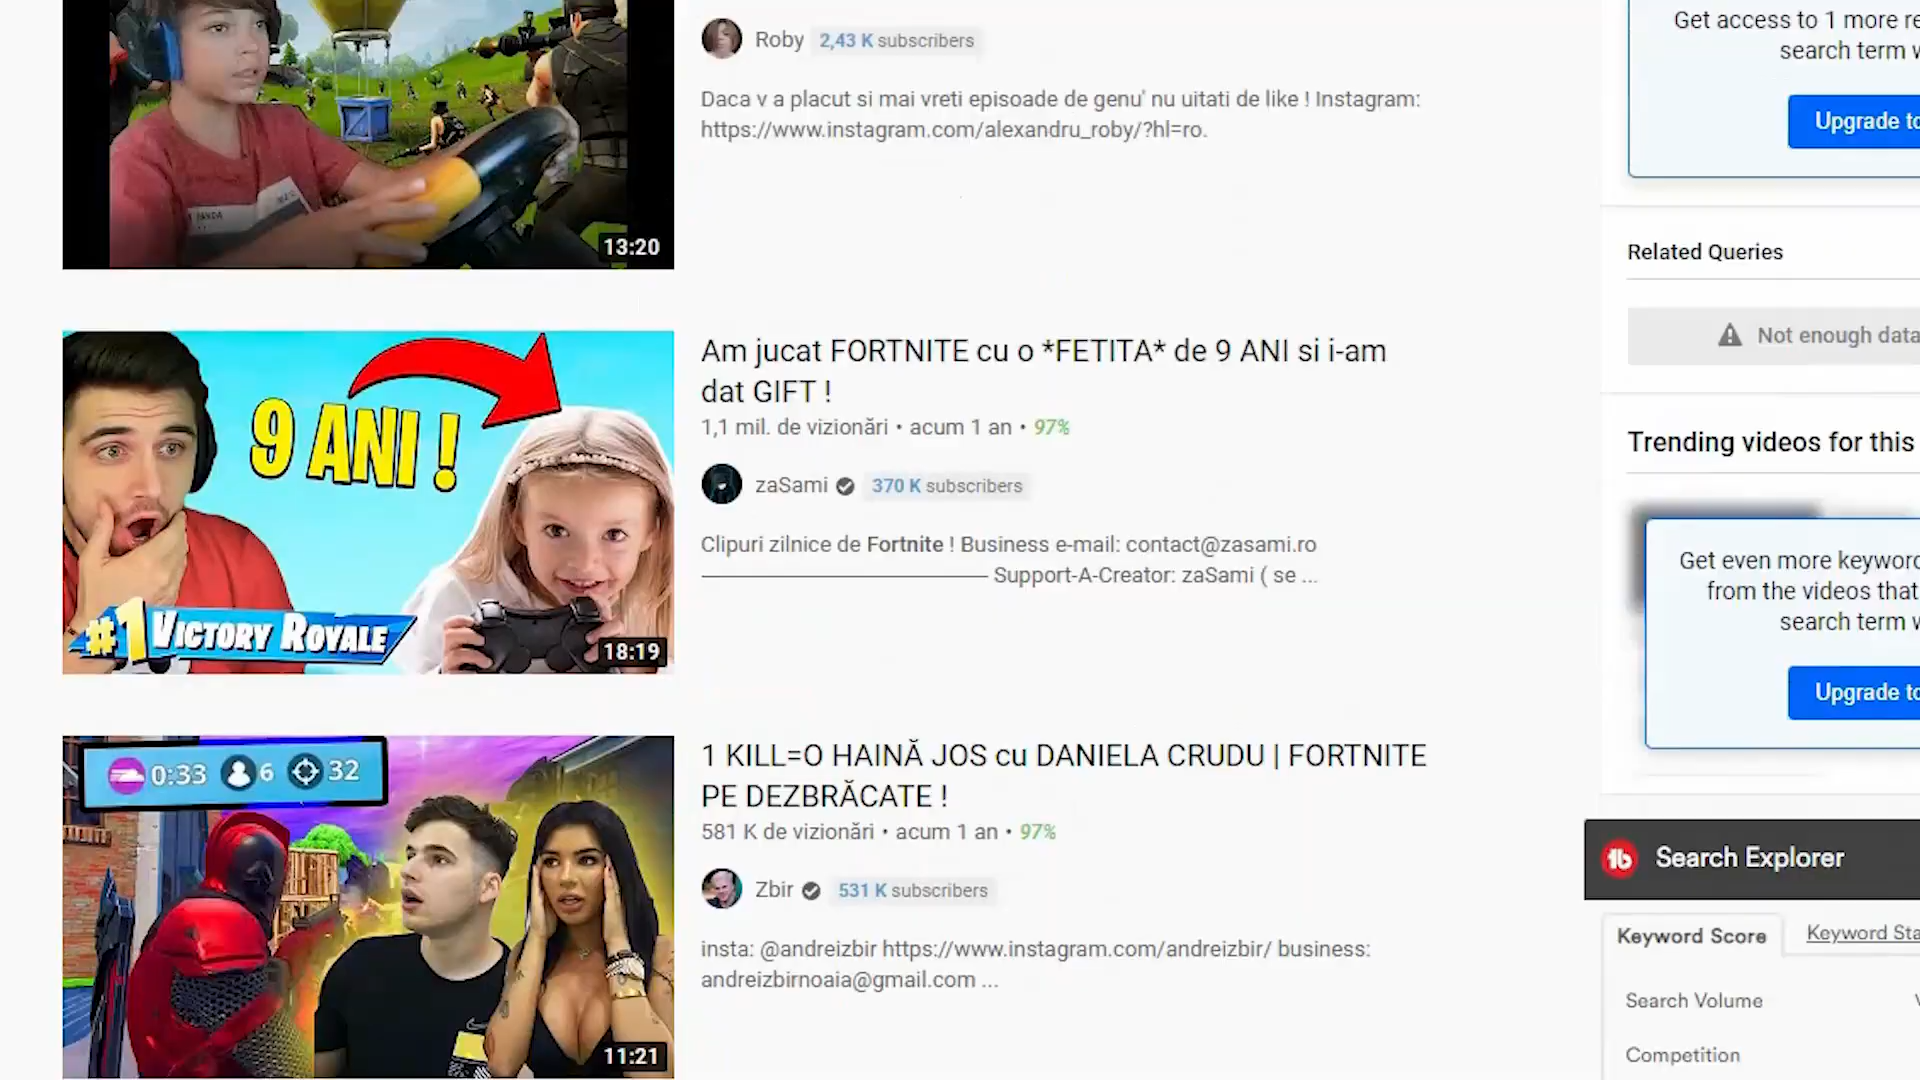 Roby 2,43 K subscribers
Daca v a placut si mai vreti episoade de genu' nu uitati de like ! Instagram:
https://www.instagram.com/alexandru_roby/?hl=ro.
PANDA
13:20
Am jucat FORTNITE cu o *FETITA* de 9 ANI si i-am
dat GIFT !
1,1 mil. de vizionări • acum 1 an • 97%
zaSami 370 K subscribers
Clipuri zilnice de Fortnite ! Business e-mail: contact@zasami.ro
Support-A-Creator: zaSami ( se ...
9 ANI !
#1 VICTORY ROYALE
18:19
1 KILL=O HAINĂ JOS cu DANIELA CRUDU | FORTNITE
PE DEZBRĂCATE !
581 K de vizionări • acum 1 an • 97%
Zbir 531 K subscribers
insta: @andreizbir https://www.instagram.com/andreizbir/ business:
andreizbirnoaia@gmail.com ...
0:33 6 32
11:21
Get access to 1 more re
search term w
Upgrade to
Related Queries
Not enough data
Trending videos for this
Get even more keyword
from the videos that
search term w
Upgrade to
Search Explorer
Keyword Score Keyword Sta
Search Volume V
Competition